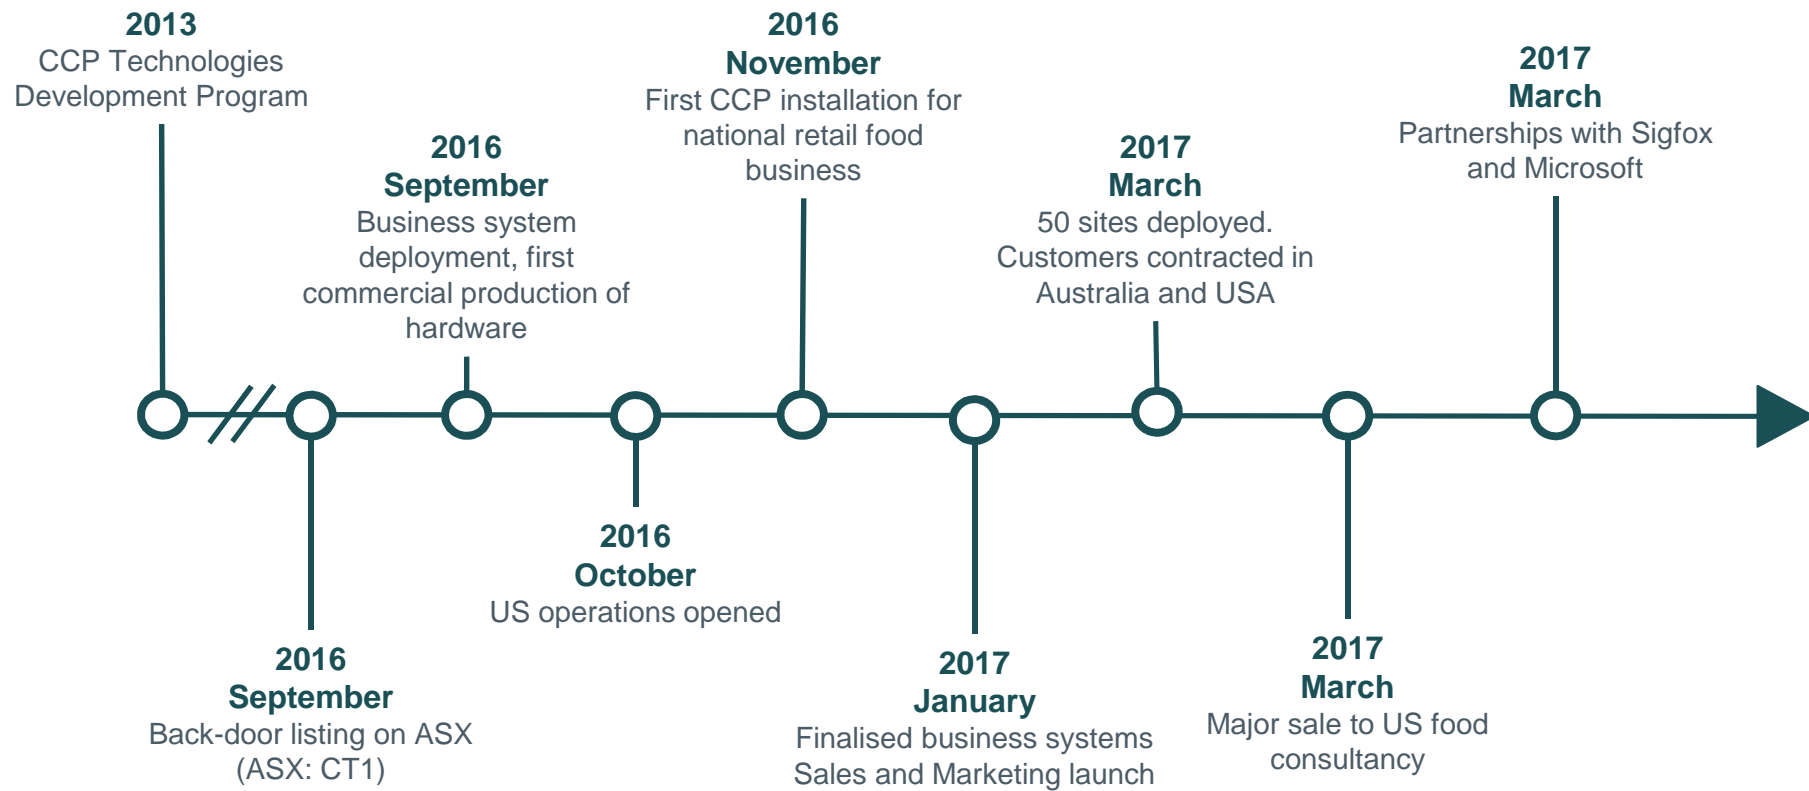 2013
CCP Technologies
Development Program
2016
September
Back-door listing on ASX
(ASX: CT1)
2016
September
Business system
deployment, first
commercial production of
hardware
2016
October
US operations opened
2016
November
First CCP installation for
national retail food
business
2017
January
Finalised business systems
Sales and Marketing launch
2017
March
50 sites deployed.
Customers contracted in
Australia and USA
2017
March
Major sale to US food
consultancy
2017
March
Partnerships with Sigfox
and Microsoft